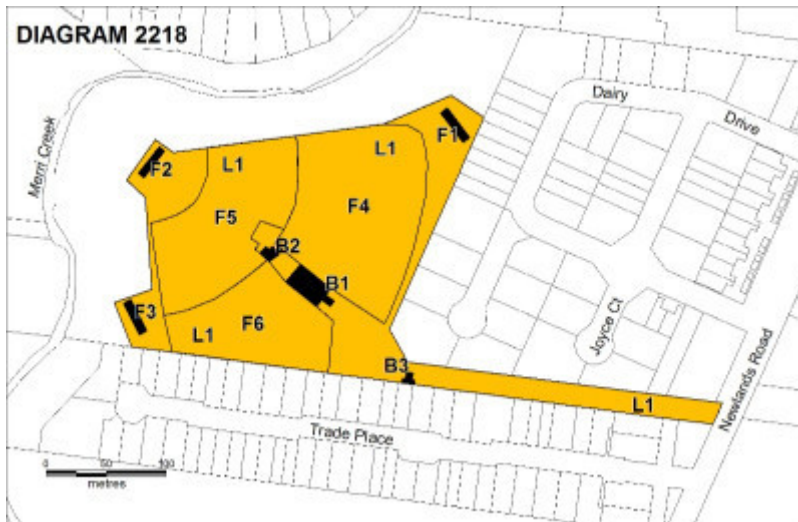 DIAGRAM 2218
Merri Creek
Dairy
Drive
F1
L1
F2
L1
F4
F5
B2
B1
F3
L1
F6
Joyce Ct
B3
Newlands Road
L1
Trade Place
0 50 100
metres